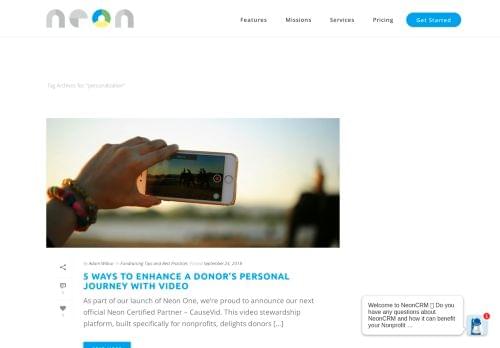 neon
Features Missions Services Pricing Get Started
Tag Archives for: "personalization"
By Adam Wilbur In Fundraising Tips and Best Practices Posted September 24, 2018
5 WAYS TO ENHANCE A DONOR'S PERSONAL
JOURNEY WITH VIDEO
As part of our launch of Neon One, we're proud to announce our next
official Neon Certified Partner – CauseVid. This video stewardship
platform, built specifically for nonprofits, delights donors [...]
Welcome to NeonCRM Do you
have any questions about
NeonCRM and how it can benefit
your Nonprofit ...
1